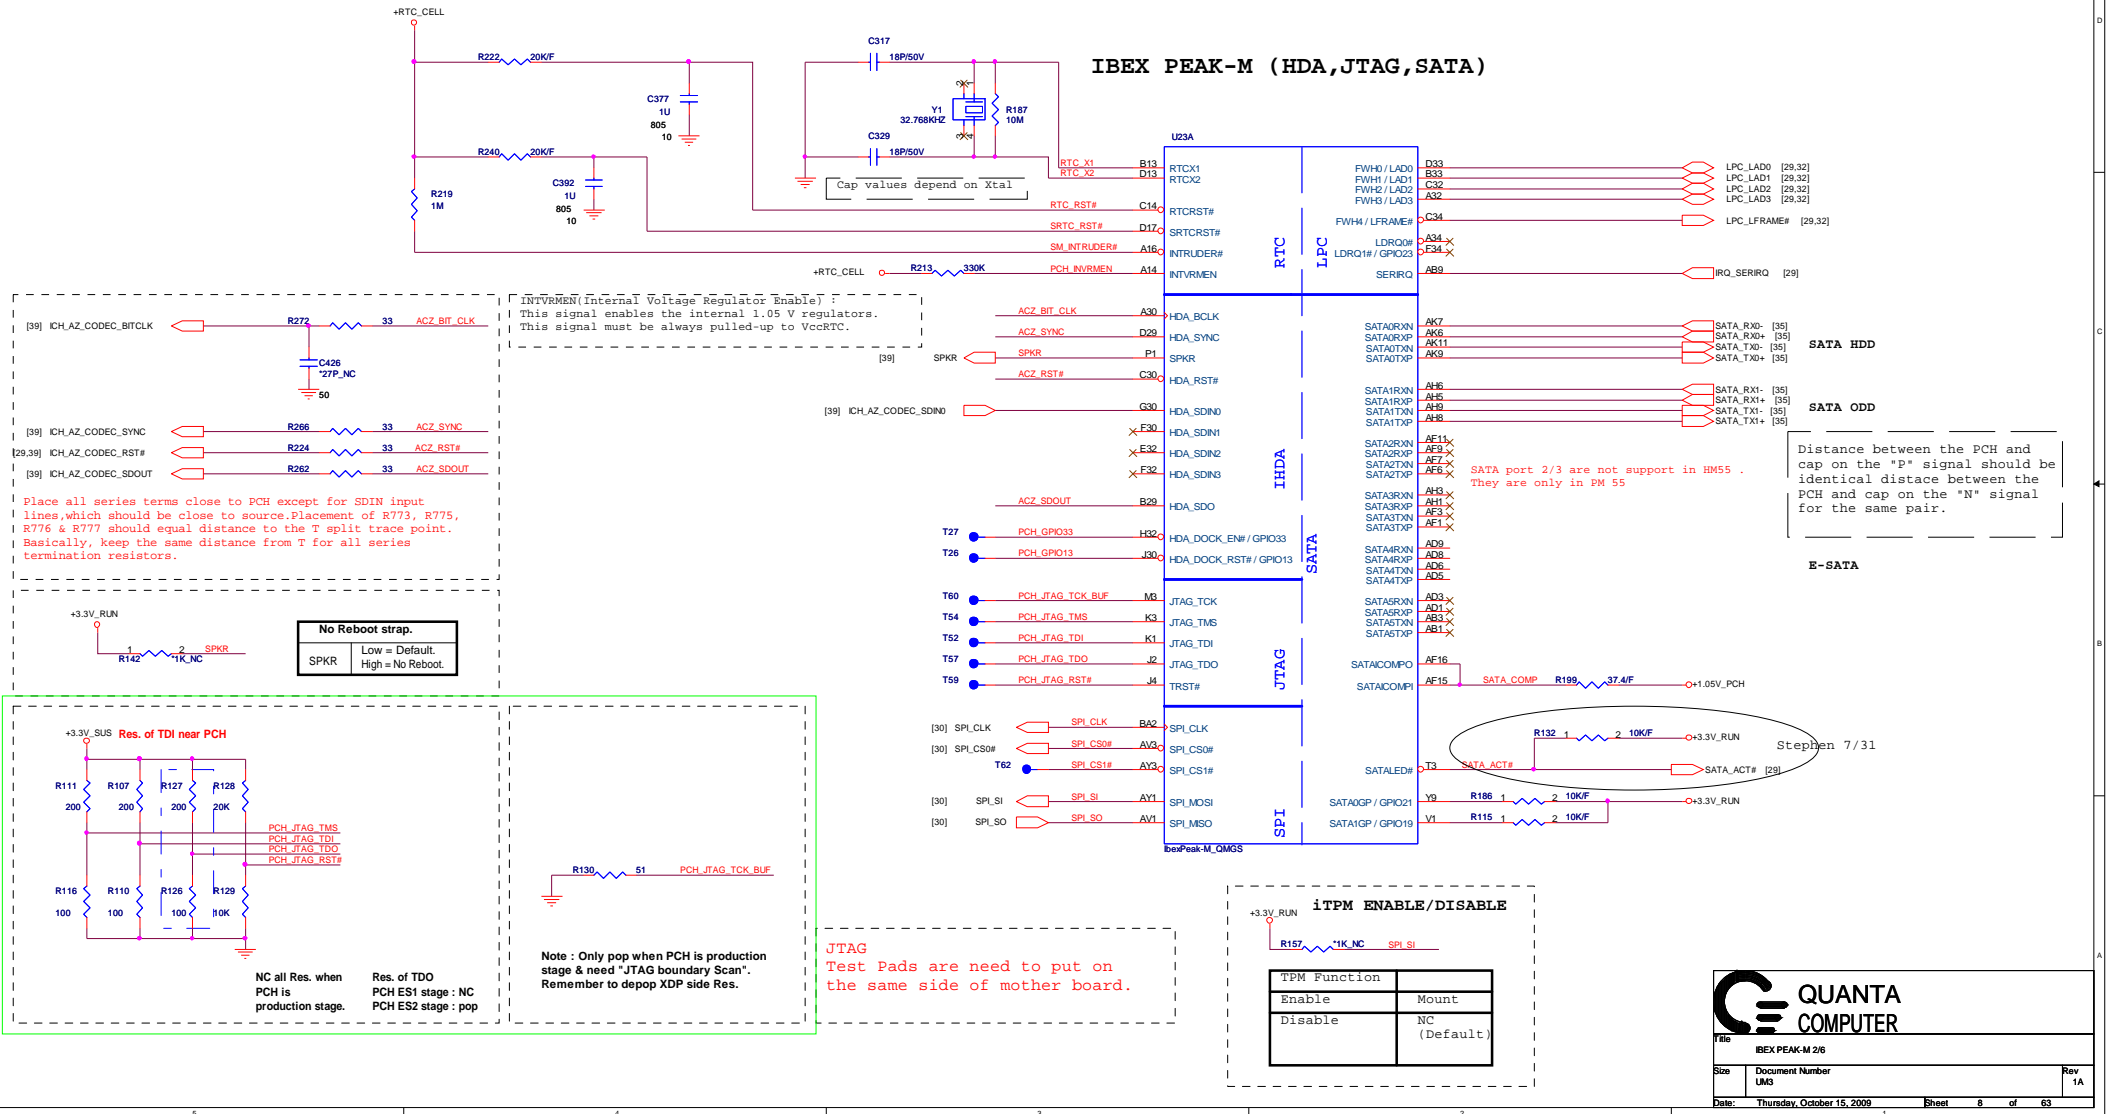 +RTC_CELL
R222 20K/F
C377
1U
805
10
R240 20K/F
C392
1U
805
10
R219
1M
C317
18P/50V
C329
18P/50V
Y1
32.768KHZ
2 1
3 4
R187
10M
Cap values depend on Xtal
IBEX PEAK-M (HDA,JTAG,SATA)
U23A
RTC_X1 B13 RTCX1
RTC_X2 D13 RTCX2
RTC_RST# C14 RTCRST#
SRTC_RST# D17 SRTCRST#
SM_INTRUDER# A16 INTRUDER#
+RTC_CELL R213 330K PCH_INVRMEN A14 INTVRMEN
RTC
LPC
FWH0 / LAD0 D33 LPC_LAD0 [29,32]
FWH1 / LAD1 B33 LPC_LAD1 [29,32]
FWH2 / LAD2 C32 LPC_LAD2 [29,32]
FWH3 / LAD3 A32 LPC_LAD3 [29,32]
FWH4 / LFRAME# C34 LPC_LFRAME# [29,32]
LDRQ0# A34
LDRQ1# / GPIO23 F34
SERIRQ AB9 IRQ_SERIRQ [29]
INTVRMEN(Internal Voltage Regulator Enable) :
This signal enables the internal 1.05 V regulators.
This signal must be always pulled-up to VccRTC.
[39] ICH_AZ_CODEC_BITCLK R272 33 ACZ_BIT_CLK
C426
*27P_NC
50
[39] ICH_AZ_CODEC_SYNC R266 33 ACZ_SYNC
[29,39] ICH_AZ_CODEC_RST# R224 33 ACZ_RST#
[39] ICH_AZ_CODEC_SDOUT R262 33 ACZ_SDOUT
Place all series terms close to PCH except for SDIN input
lines,which should be close to source.Placement of R773, R775,
R776 & R777 should equal distance to the T split trace point.
Basically, keep the same distance from T for all series
termination resistors.
ACZ_BIT_CLK A30 HDA_BCLK
ACZ_SYNC D29 HDA_SYNC
[39] SPKR SPKR P1 SPKR
ACZ_RST# C30 HDA_RST#
[39] ICH_AZ_CODEC_SDIN0 G30 HDA_SDIN0
F30 HDA_SDIN1
E32 HDA_SDIN2
F32 HDA_SDIN3
ACZ_SDOUT B29 HDA_SDO
T27 PCH_GPIO33 H32 HDA_DOCK_EN# / GPIO33
T26 PCH_GPIO13 J30 HDA_DOCK_RST# / GPIO13
IHDA
SATA
SATA0RXN AK7 SATA_RX0- [35]
SATA0RXP AK6 SATA_RX0+ [35]
SATA0TXN AK11 SATA_TX0- [35]
SATA0TXP AK9 SATA_TX0+ [35]
SATA HDD
SATA1RXN AH6 SATA_RX1- [35]
SATA1RXP AH5 SATA_RX1+ [35]
SATA1TXN AH9 SATA_TX1- [35]
SATA1TXP AH8 SATA_TX1+ [35]
SATA ODD
SATA2RXN AF11
SATA2RXP AF9
SATA2TXN AF7
SATA2TXP AF6
SATA port 2/3 are not support in HM55 .
They are only in PM 55
SATA3RXN AH3
SATA3RXP AH1
SATA3TXN AF3
SATA3TXP AF1
SATA4RXN AD9
SATA4RXP AD8
SATA4TXN AD6
SATA4TXP AD5
E-SATA
SATA5RXN AD3
SATA5RXP AD1
SATA5TXN AB3
SATA5TXP AB1
Distance between the PCH and
cap on the "P" signal should be
identical distace between the
PCH and cap on the "N" signal
for the same pair.
SATAICOMPO AF16
SATAICOMPI AF15 SATA_COMP R199 37.4/F +1.05V_PCH
T60 PCH_JTAG_TCK_BUF M3 JTAG_TCK
T54 PCH_JTAG_TMS K3 JTAG_TMS
T52 PCH_JTAG_TDI K1 JTAG_TDI
T57 PCH_JTAG_TDO J2 JTAG_TDO
T59 PCH_JTAG_RST# J4 TRST#
JTAG
[30] SPI_CLK SPI_CLK BA2 SPI_CLK
[30] SPI_CS0# SPI_CS0# AV3 SPI_CS0#
T62 SPI_CS1# AY3 SPI_CS1#
[30] SPI_SI SPI_SI AY1 SPI_MOSI
[30] SPI_SO SPI_SO AV1 SPI_MISO
SPI
R132 1 2 10K/F +3.3V_RUN
Stephen 7/31
SATALED# T3 SATA_ACT# SATA_ACT# [29]
SATA0GP / GPIO21 Y9 R186 1 2 10K/F +3.3V_RUN
SATA1GP / GPIO19 V1 R115 1 2 10K/F
IbexPeak-M_QMGS
+3.3V_RUN
1 2 SPKR
R142 *1K_NC
No Reboot strap.
SPKR
Low = Default.
High = No Reboot.
+3.3V_SUS Res. of TDI near PCH
R111 R107 R127 R128
200 200 200 20K
PCH_JTAG_TMS
PCH_JTAG_TDI
PCH_JTAG_TDO
PCH_JTAG_RST#
R116 R110 R126 R129
100 100 100 10K
NC all Res. when
PCH is
production stage.
Res. of TDO
PCH ES1 stage : NC
PCH ES2 stage : pop
R130 51 PCH_JTAG_TCK_BUF
Note : Only pop when PCH is production
stage & need "JTAG boundary Scan".
Remember to depop XDP side Res.
JTAG
Test Pads are need to put on
the same side of mother board.
iTPM ENABLE/DISABLE
+3.3V_RUN
R157 *1K_NC SPI_SI
TPM Function
Enable Mount
Disable NC
(Default)
QUANTA
COMPUTER
Title
IBEX PEAK-M 2/6
Size Document Number Rev
UM3 1A
Date: Thursday, October 15, 2009 Sheet 8 of 63
D
C
B
A
5 4 3 2 1